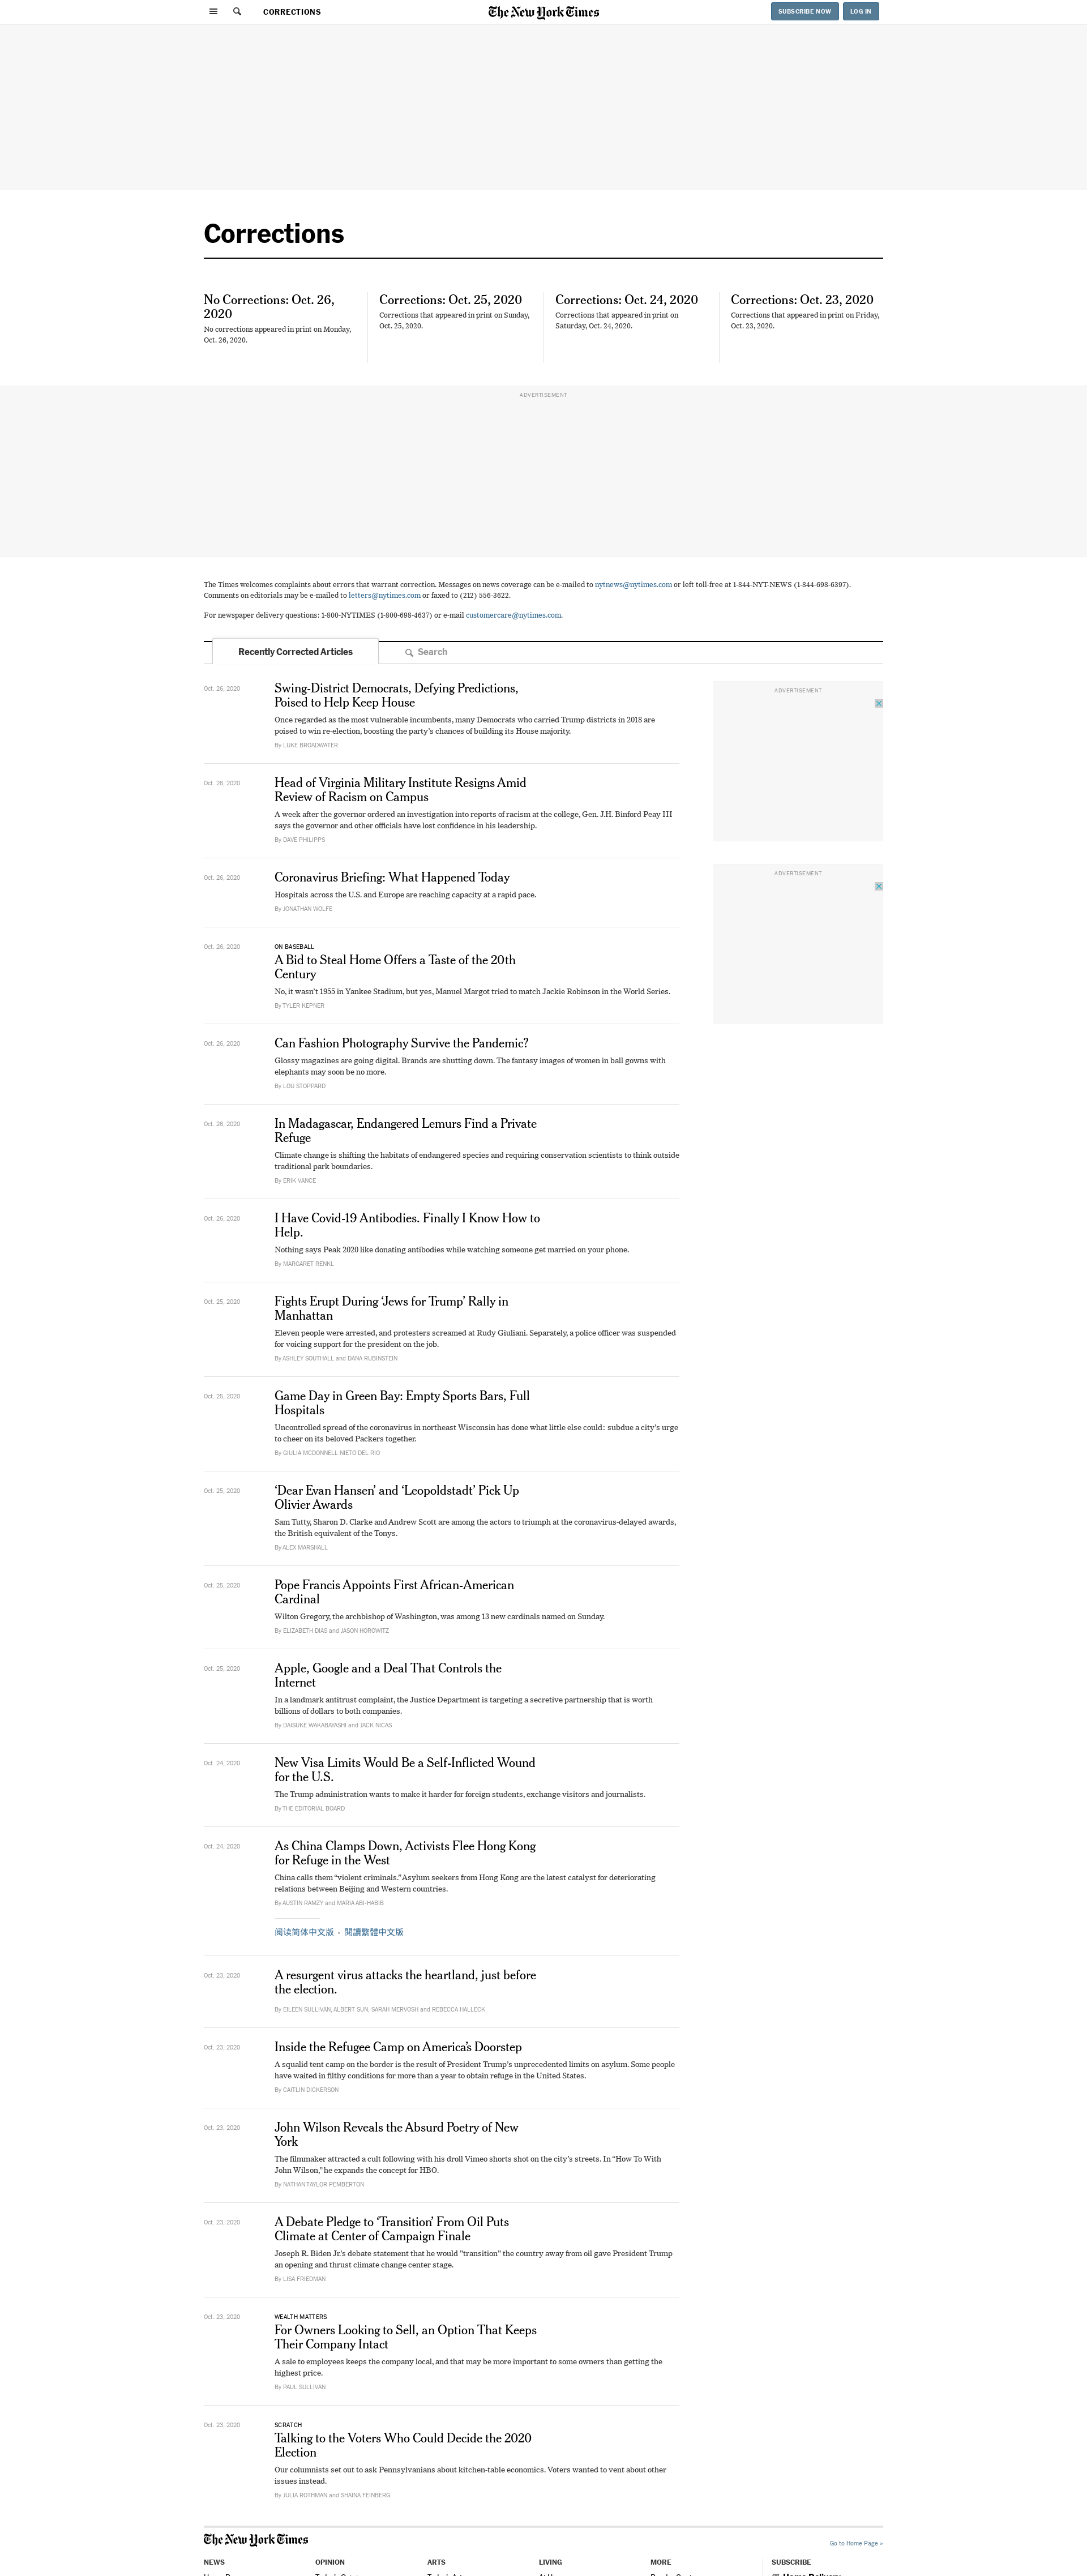 CORRECTIONS
The New York Times
SUBSCRIBE NOW
LOG IN
Corrections
No Corrections: Oct. 26,
2020
No corrections appeared in print on Monday,
Oct. 26, 2020.
Corrections: Oct. 25, 2020
Corrections that appeared in print on Sunday,
Oct. 25, 2020.
Corrections: Oct. 24, 2020
Corrections that appeared in print on
Saturday, Oct. 24, 2020.
Corrections: Oct. 23, 2020
Corrections that appeared in print on Friday,
Oct. 23, 2020.
ADVERTISEMENT
The Times welcomes complaints about errors that warrant correction. Messages on news coverage can be e-mailed to nytnews@nytimes.com or left toll-free at 1-844-NYT-NEWS (1-844-698-6397).
Comments on editorials may be e-mailed to letters@nytimes.com or faxed to (212) 556-3622.
For newspaper delivery questions: 1-800-NYTIMES (1-800-698-4637) or e-mail customercare@nytimes.com.
Recently Corrected Articles
Search
ADVERTISEMENT
ADVERTISEMENT
Oct. 26, 2020
Swing-District Democrats, Defying Predictions,
Poised to Help Keep House
Once regarded as the most vulnerable incumbents, many Democrats who carried Trump districts in 2018 are
poised to win re-election, boosting the party's chances of building its House majority.
By LUKE BROADWATER
Oct. 26, 2020
Head of Virginia Military Institute Resigns Amid
Review of Racism on Campus
A week after the governor ordered an investigation into reports of racism at the college, Gen. J.H. Binford Peay III
says the governor and other officials have lost confidence in his leadership.
By DAVE PHILIPPS
Oct. 26, 2020
Coronavirus Briefing: What Happened Today
Hospitals across the U.S. and Europe are reaching capacity at a rapid pace.
By JONATHAN WOLFE
Oct. 26, 2020
ON BASEBALL
A Bid to Steal Home Offers a Taste of the 20th
Century
No, it wasn't 1955 in Yankee Stadium, but yes, Manuel Margot tried to match Jackie Robinson in the World Series.
By TYLER KEPNER
Oct. 26, 2020
Can Fashion Photography Survive the Pandemic?
Glossy magazines are going digital. Brands are shutting down. The fantasy images of women in ball gowns with
elephants may soon be no more.
By LOU STOPPARD
Oct. 26, 2020
In Madagascar, Endangered Lemurs Find a Private
Refuge
Climate change is shifting the habitats of endangered species and requiring conservation scientists to think outside
traditional park boundaries.
By ERIK VANCE
Oct. 26, 2020
I Have Covid-19 Antibodies. Finally I Know How to
Help.
Nothing says Peak 2020 like donating antibodies while watching someone get married on your phone.
By MARGARET RENKL
Oct. 25, 2020
Fights Erupt During ‘Jews for Trump’ Rally in
Manhattan
Eleven people were arrested, and protesters screamed at Rudy Giuliani. Separately, a police officer was suspended
for voicing support for the president on the job.
By ASHLEY SOUTHALL and DANA RUBINSTEIN
Oct. 25, 2020
Game Day in Green Bay: Empty Sports Bars, Full
Hospitals
Uncontrolled spread of the coronavirus in northeast Wisconsin has done what little else could: subdue a city's urge
to cheer on its beloved Packers together.
By GIULIA MCDONNELL NIETO DEL RIO
Oct. 25, 2020
‘Dear Evan Hansen’ and ‘Leopoldstadt’ Pick Up
Olivier Awards
Sam Tutty, Sharon D. Clarke and Andrew Scott are among the actors to triumph at the coronavirus-delayed awards,
the British equivalent of the Tonys.
By ALEX MARSHALL
Oct. 25, 2020
Pope Francis Appoints First African-American
Cardinal
Wilton Gregory, the archbishop of Washington, was among 13 new cardinals named on Sunday.
By ELIZABETH DIAS and JASON HOROWITZ
Oct. 25, 2020
Apple, Google and a Deal That Controls the
Internet
In a landmark antitrust complaint, the Justice Department is targeting a secretive partnership that is worth
billions of dollars to both companies.
By DAISUKE WAKABAYASHI and JACK NICAS
Oct. 24, 2020
New Visa Limits Would Be a Self-Inflicted Wound
for the U.S.
The Trump administration wants to make it harder for foreign students, exchange visitors and journalists.
By THE EDITORIAL BOARD
Oct. 24, 2020
As China Clamps Down, Activists Flee Hong Kong
for Refuge in the West
China calls them “violent criminals.” Asylum seekers from Hong Kong are the latest catalyst for deteriorating
relations between Beijing and Western countries.
By AUSTIN RAMZY and MARIA ABI-HABIB
阅读简体中文版 · 閱讀繁體中文版
Oct. 23, 2020
A resurgent virus attacks the heartland, just before
the election.
By EILEEN SULLIVAN, ALBERT SUN, SARAH MERVOSH and REBECCA HALLECK
Oct. 23, 2020
Inside the Refugee Camp on America's Doorstep
A squalid tent camp on the border is the result of President Trump's unprecedented limits on asylum. Some people
have waited in filthy conditions for more than a year to obtain refuge in the United States.
By CAITLIN DICKERSON
Oct. 23, 2020
John Wilson Reveals the Absurd Poetry of New
York
The filmmaker attracted a cult following with his droll Vimeo shorts shot on the city's streets. In “How To With
John Wilson,” he expands the concept for HBO.
By NATHAN TAYLOR PEMBERTON
Oct. 23, 2020
A Debate Pledge to ‘Transition’ From Oil Puts
Climate at Center of Campaign Finale
Joseph R. Biden Jr.'s debate statement that he would "transition" the country away from oil gave President Trump
an opening and thrust climate change center stage.
By LISA FRIEDMAN
Oct. 23, 2020
WEALTH MATTERS
For Owners Looking to Sell, an Option That Keeps
Their Company Intact
A sale to employees keeps the company local, and that may be more important to some owners than getting the
highest price.
By PAUL SULLIVAN
Oct. 23, 2020
SCRATCH
Talking to the Voters Who Could Decide the 2020
Election
Our columnists set out to ask Pennsylvanians about kitchen-table economics. Voters wanted to vent about other
issues instead.
By JULIA ROTHMAN and SHAINA FEINBERG
The New York Times
Go to Home Page »
NEWS
OPINION
ARTS
LIVING
MORE
SUBSCRIBE